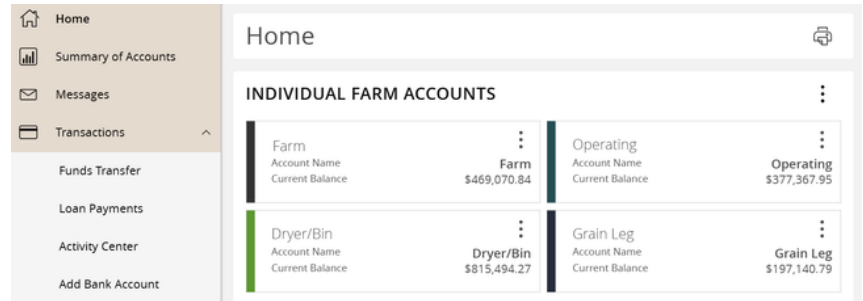 Home
Summary of Accounts
Messages
Transactions
Funds Transfer
Loan Payments
Activity Center
Add Bank Account
Home
INDIVIDUAL FARM ACCOUNTS
Farm
Account Name Farm
Current Balance $469,070.84
Operating
Account Name Operating
Current Balance $377,367.95
Dryer/Bin
Account Name Dryer/Bin
Current Balance $815,494.27
Grain Leg
Account Name Grain Leg
Current Balance $197,140.79